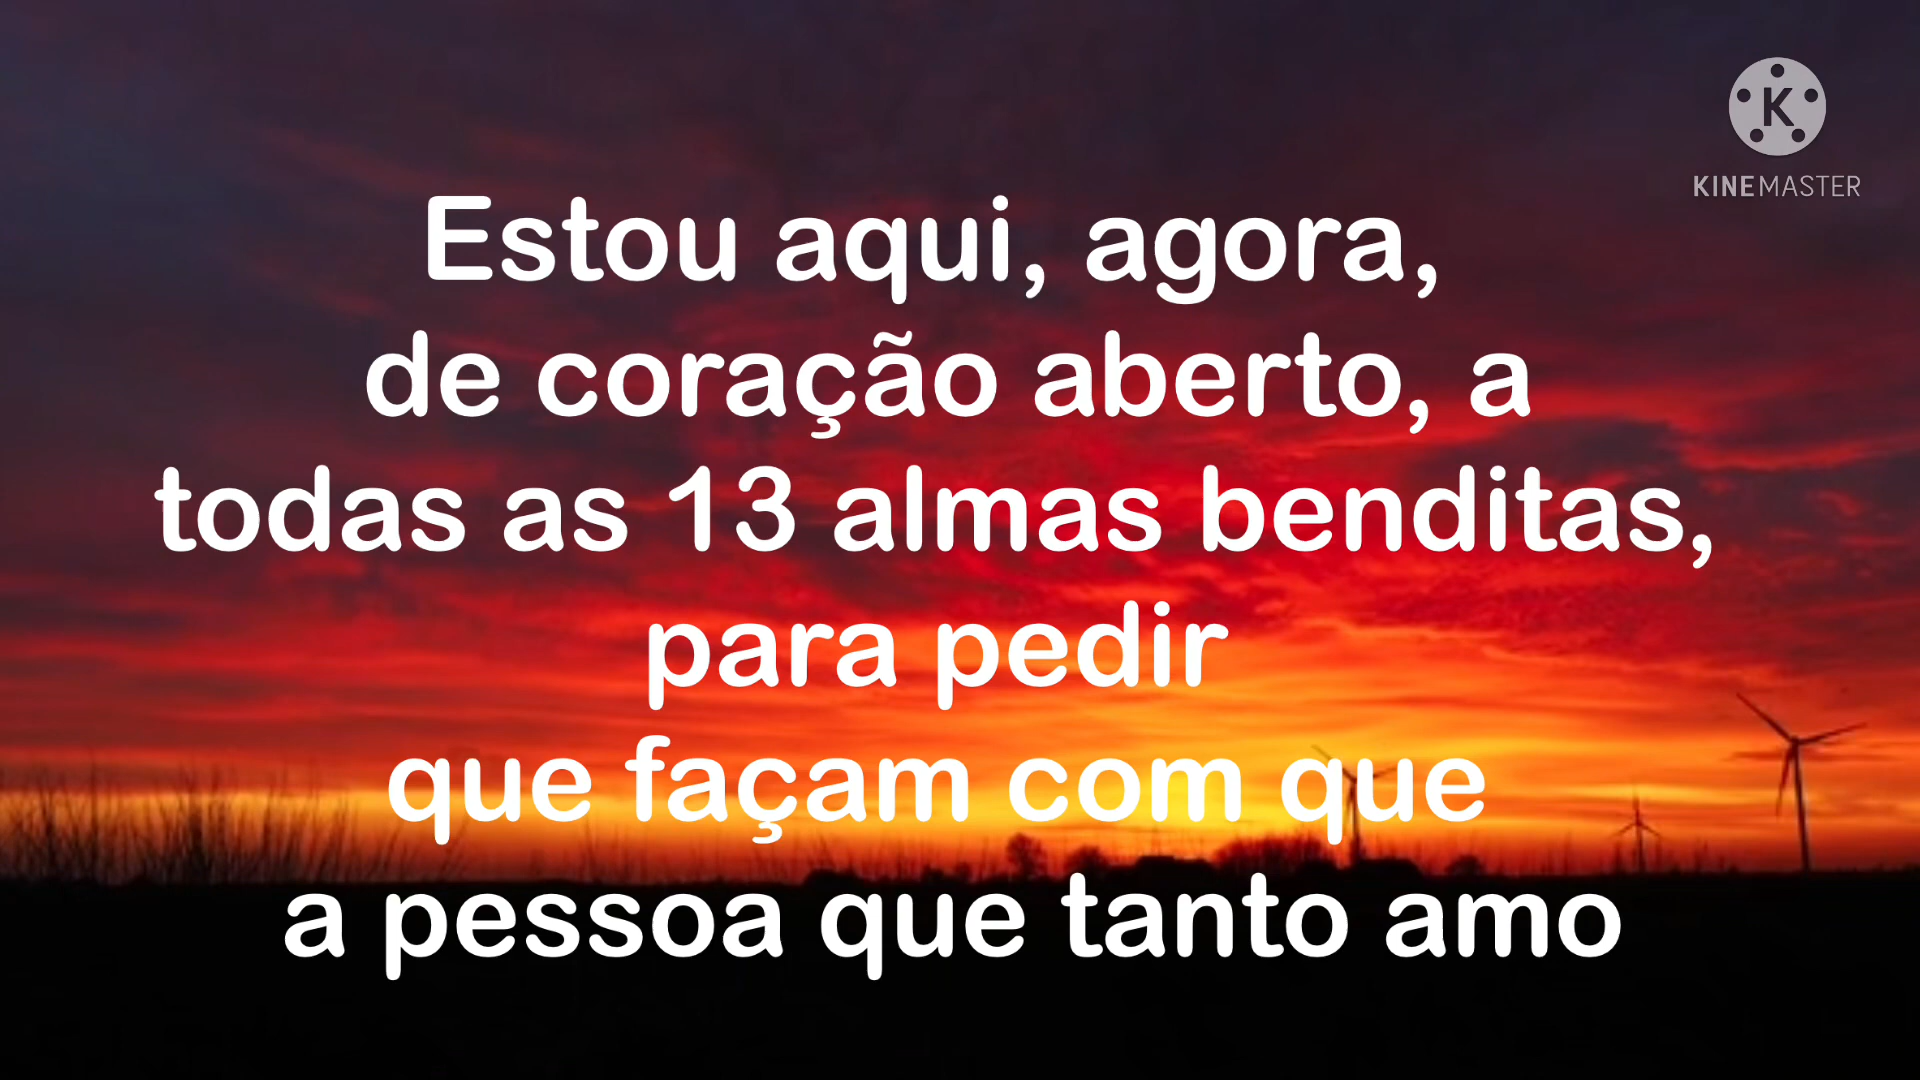 K
KINEMASTER
Estou aqui, agora,
de coração aberto, a
todas as 13 almas benditas,
para pedir
que façam com que
a pessoa que tanto amo